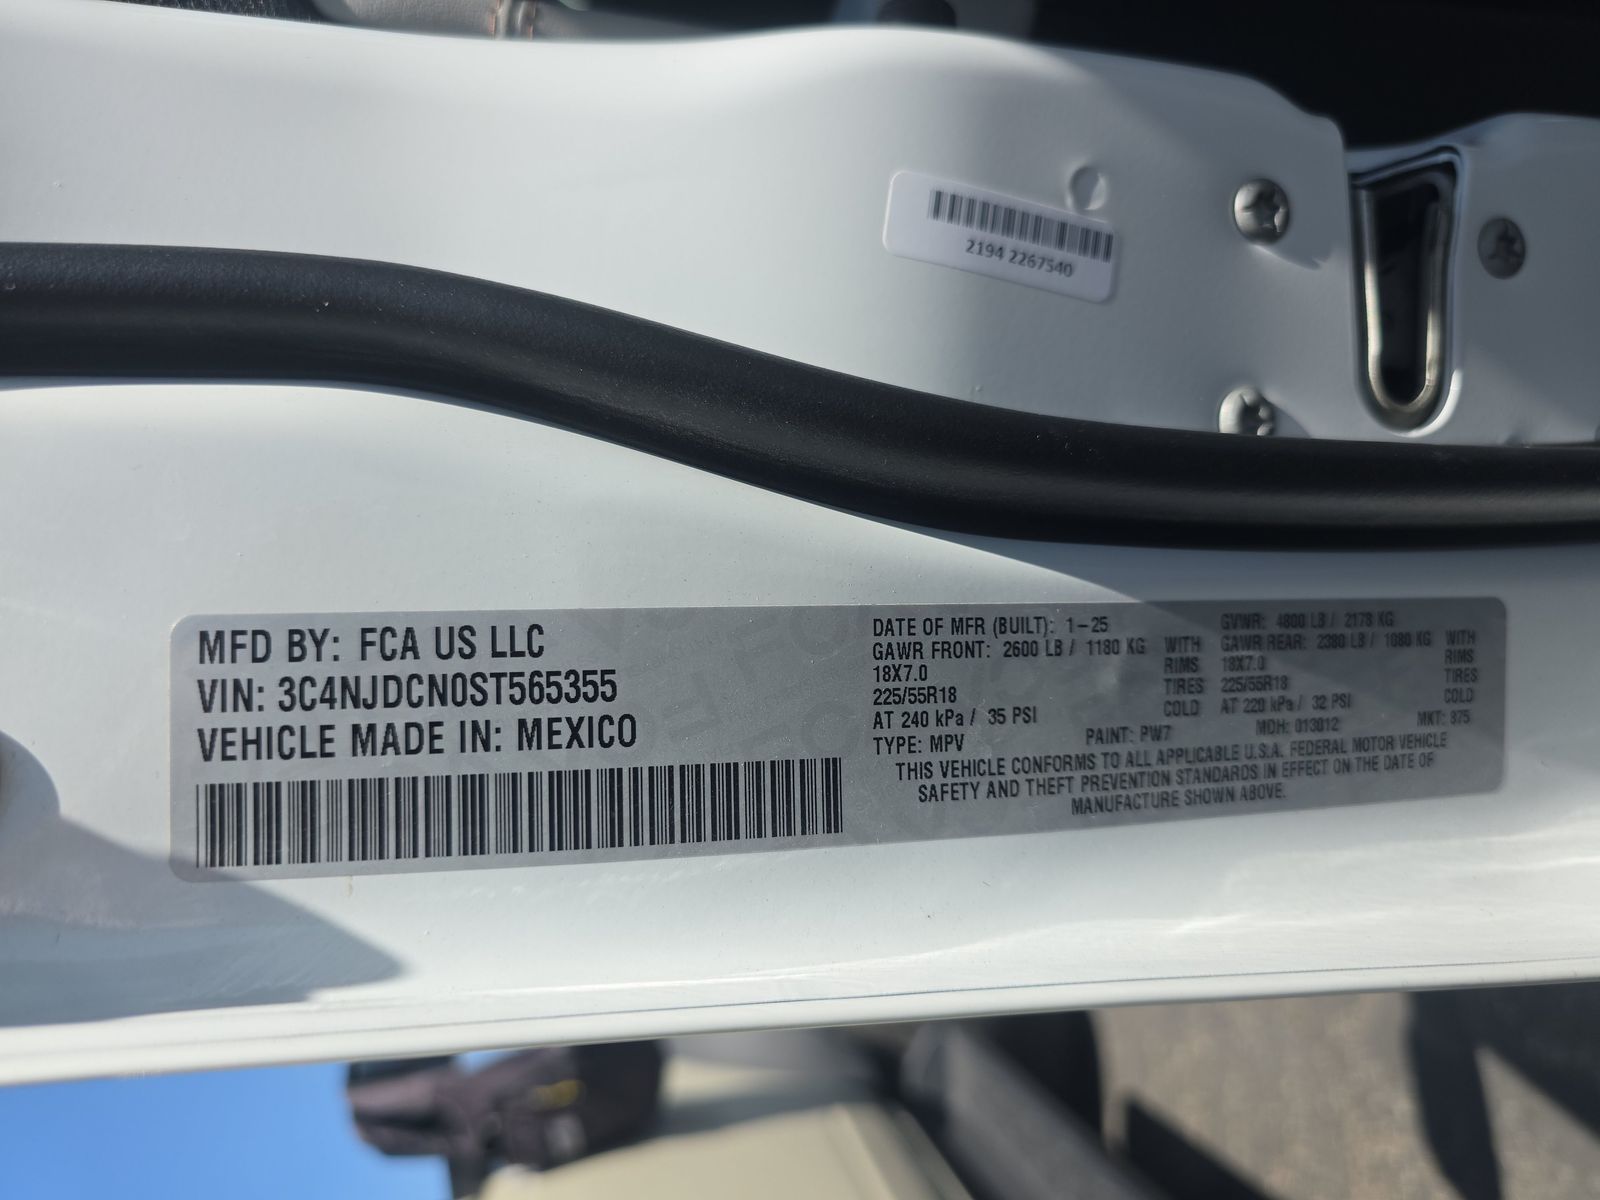 2194 2267540
MFD BY: FCA US LLC
VIN: 3C4NJDCN0ST565355
VEHICLE MADE IN: MEXICO
DATE OF MFR (BUILT): 1-25
GVWR: 4800 LB / 2178 KG
GAWR FRONT: 2600 LB / 1180 KG WITH
18X7.0 RIMS
225/55R18 TIRES
AT 240 kPa / 35 PSI COLD
GAWR REAR: 2380 LB / 1080 KG WITH
18X7.0 RIMS
225/55R18 TIRES
AT 220 kPa / 32 PSI COLD
TYPE: MPV PAINT: PW7 MDH: 013012 MKT: 875
THIS VEHICLE CONFORMS TO ALL APPLICABLE U.S.A. FEDERAL MOTOR VEHICLE
SAFETY AND THEFT PREVENTION STANDARDS IN EFFECT ON THE DATE OF
MANUFACTURE SHOWN ABOVE.